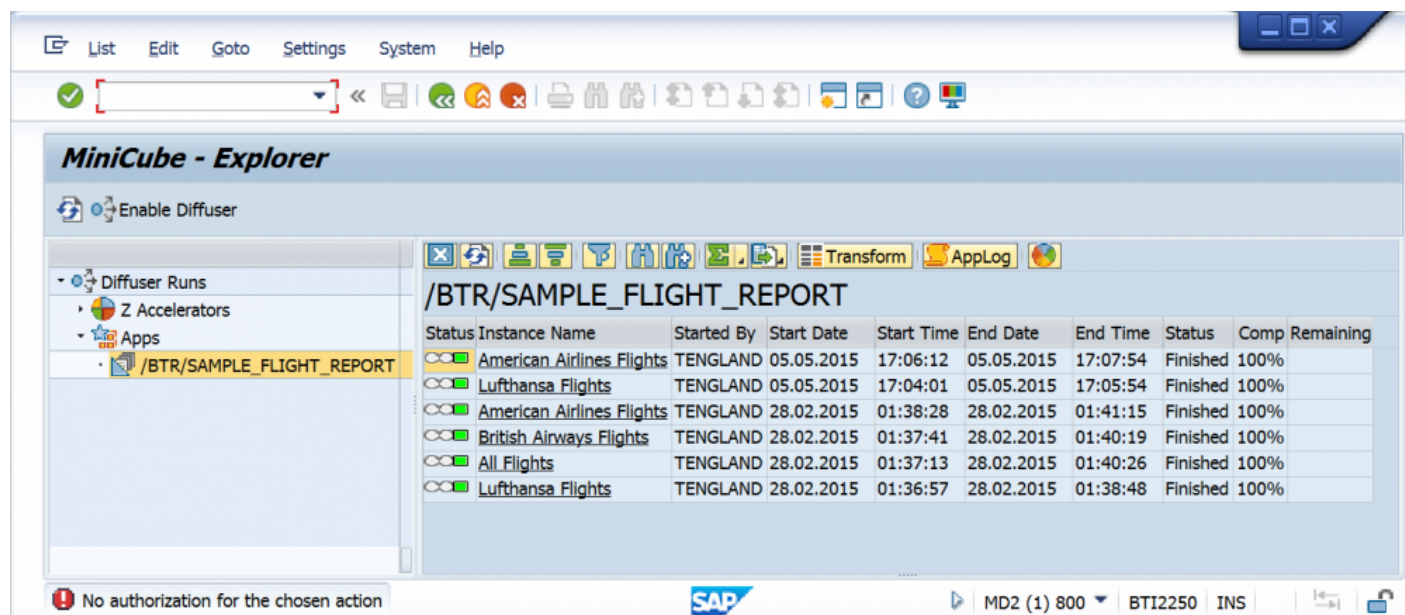 List Edit Goto Settings System Help
MiniCube - Explorer
Enable Diffuser
Transform AppLog
Diffuser Runs
Z Accelerators
Apps
/BTR/SAMPLE_FLIGHT_REPORT
/BTR/SAMPLE_FLIGHT_REPORT
Status Instance Name Started By Start Date Start Time End Date End Time Status Comp Remaining
American Airlines Flights TENGLAND 05.05.2015 17:06:12 05.05.2015 17:07:54 Finished 100%
Lufthansa Flights TENGLAND 05.05.2015 17:04:01 05.05.2015 17:05:54 Finished 100%
American Airlines Flights TENGLAND 28.02.2015 01:38:28 28.02.2015 01:41:15 Finished 100%
British Airways Flights TENGLAND 28.02.2015 01:37:41 28.02.2015 01:40:19 Finished 100%
All Flights TENGLAND 28.02.2015 01:37:13 28.02.2015 01:40:26 Finished 100%
Lufthansa Flights TENGLAND 28.02.2015 01:36:57 28.02.2015 01:38:48 Finished 100%
No authorization for the chosen action SAP MD2 (1) 800 BTI2250 INS